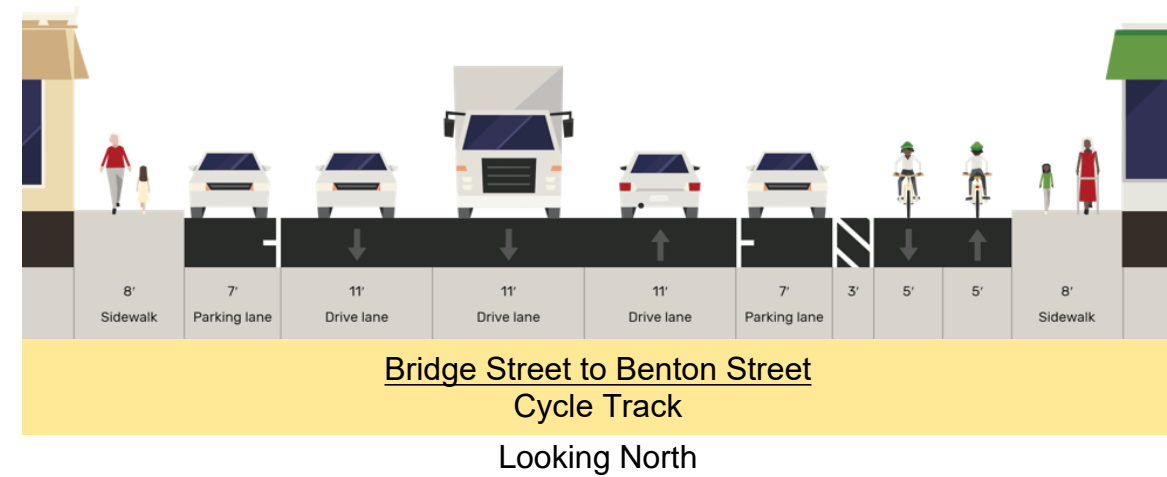 8' 7' 11' 11' 11' 7' 3' 5' 5' 8'
Sidewalk Parking lane Drive lane Drive lane Drive lane Parking lane Sidewalk
Bridge Street to Benton Street
Cycle Track
Looking North